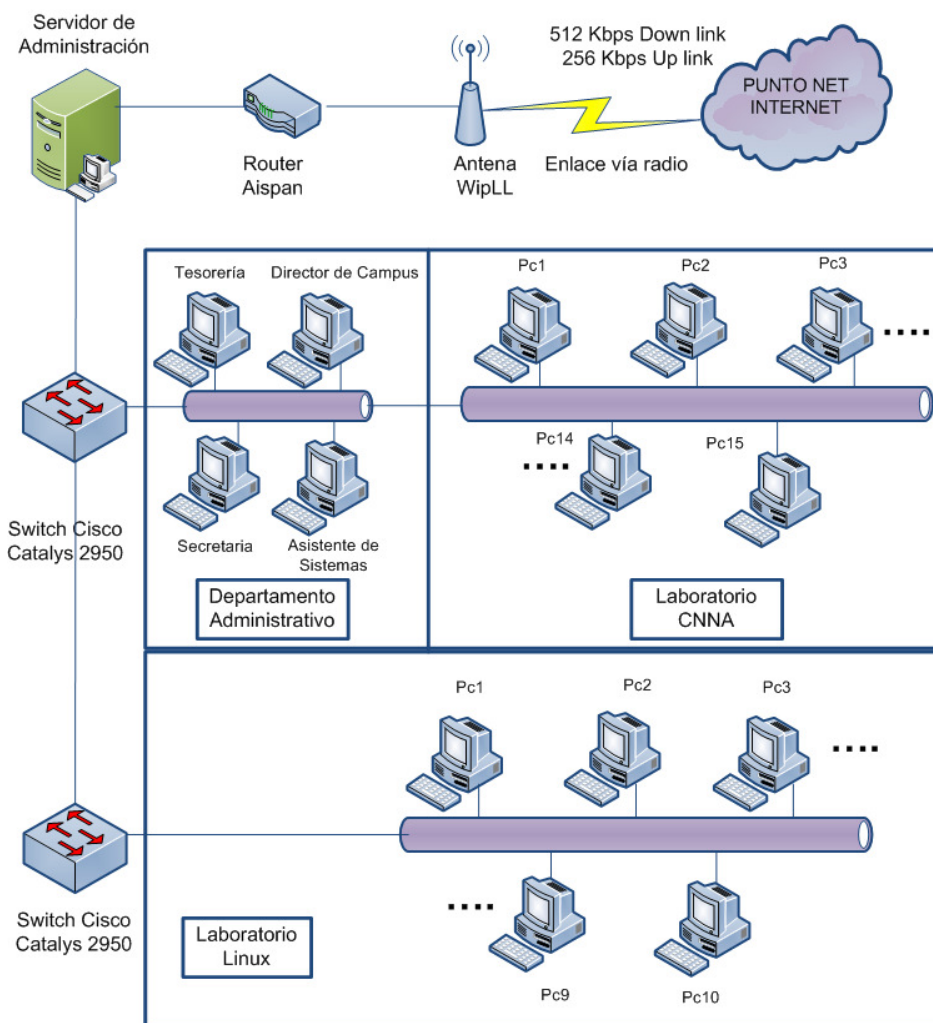 Servidor de
Administración
512 Kbps Down link
256 Kbps Up link
PUNTO NET
INTERNET
Router
Aispan
Antena
WipLL
Enlace vía radio
Tesorería
Director de Campus
Pc1
Pc2
Pc3
....
Pc14
....
Pc15
Switch Cisco
Catalys 2950
Secretaria
Asistente de
Sistemas
Departamento
Administrativo
Laboratorio
CNNA
Pc1
Pc2
Pc3
....
Switch Cisco
Catalys 2950
....
Laboratorio
Linux
Pc9
Pc10